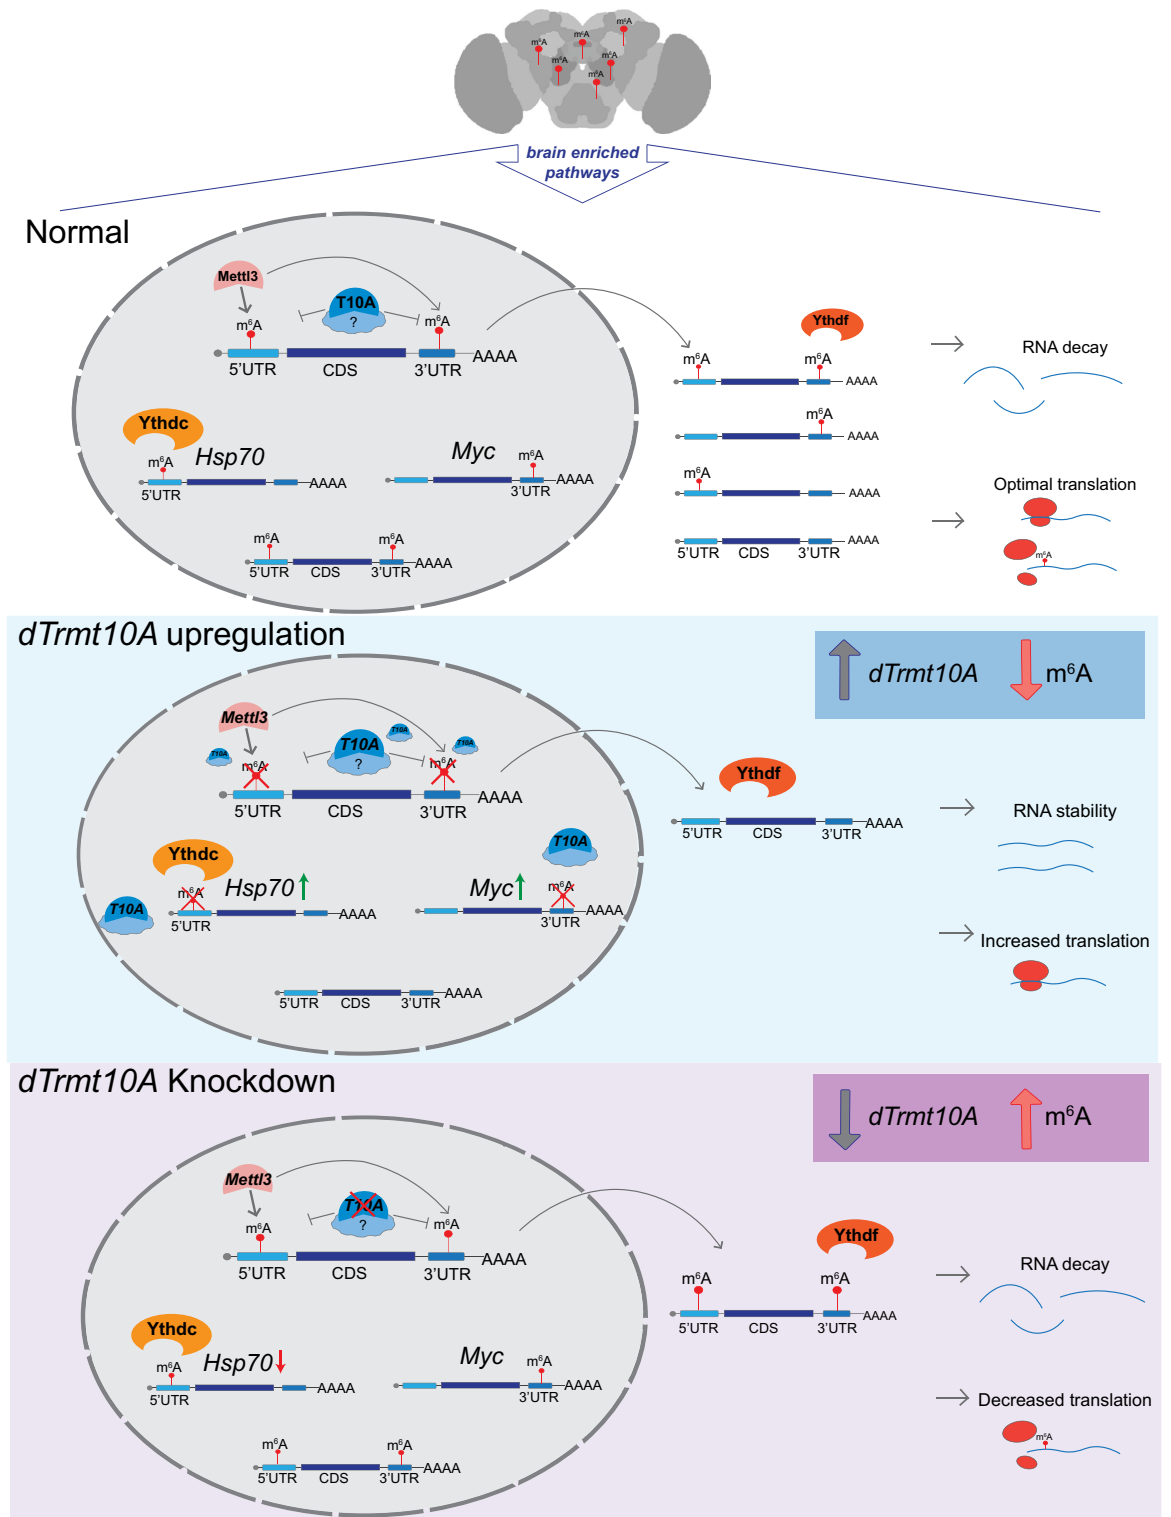 m⁶A
m⁶A
m⁶A
m⁶A
m⁶A
m⁶A
brain enriched
pathways
Normal
Mettl3
T10A
?
m⁶A
m⁶A
5'UTR
CDS
3'UTR
AAAA
Ythdc
m⁶A
Hsp70
5'UTR
AAAA
Myc
m⁶A
3'UTR
AAAA
m⁶A
m⁶A
5'UTR
CDS
3'UTR
AAAA
Ythdf
m⁶A
m⁶A
AAAA
m⁶A
AAAA
m⁶A
AAAA
5'UTR
CDS
3'UTR
AAAA
RNA decay
Optimal translation
m⁶A
dTrmt10A upregulation
dTrmt10A
m⁶A
Mettl3
T10A
T10A
?
T10A
T10A
m⁶A
m⁶A
5'UTR
CDS
3'UTR
AAAA
Ythdc
m⁶A
Hsp70
T10A
5'UTR
AAAA
T10A
Myc
m⁶A
3'UTR
AAAA
5'UTR
CDS
3'UTR
AAAA
Ythdf
5'UTR
CDS
3'UTR
AAAA
RNA stability
Increased translation
dTrmt10A Knockdown
dTrmt10A
m⁶A
Mettl3
T10A
?
m⁶A
m⁶A
5'UTR
CDS
3'UTR
AAAA
Ythdc
m⁶A
Hsp70
5'UTR
AAAA
Myc
m⁶A
3'UTR
AAAA
m⁶A
m⁶A
5'UTR
CDS
3'UTR
AAAA
Ythdf
m⁶A
m⁶A
5'UTR
CDS
3'UTR
AAAA
RNA decay
Decreased translation
m⁶A